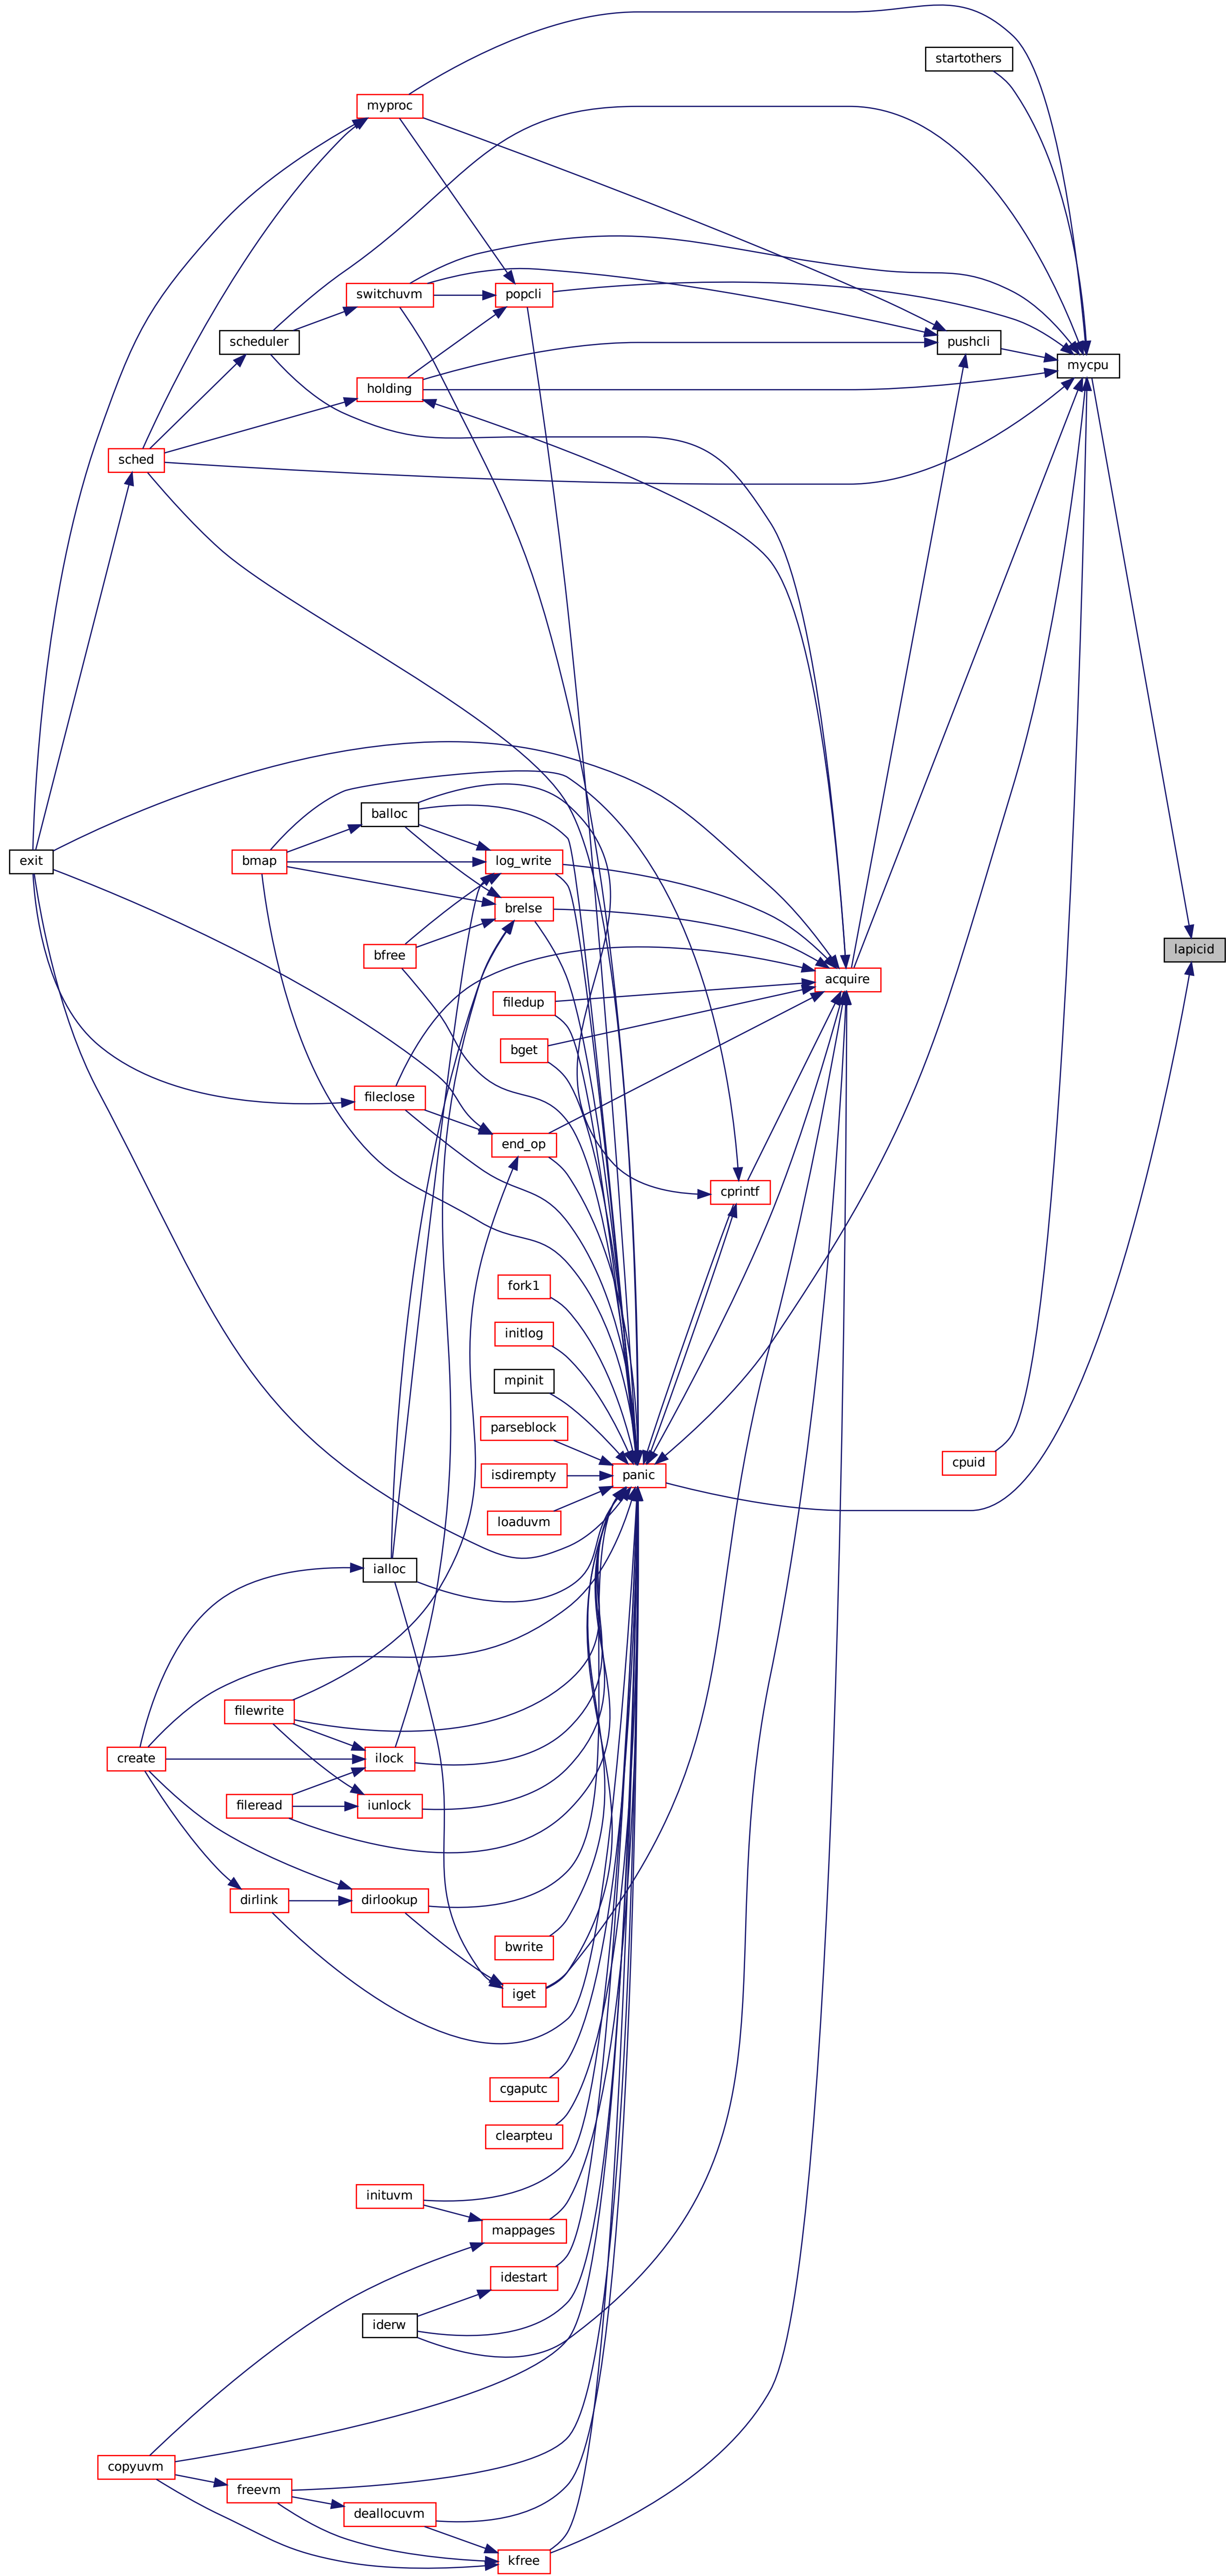 startothers
myproc
switchuvm
popcli
scheduler
pushcli
mycpu
holding
sched
balloc
exit
bmap
log_write
brelse
bfree
lapicid
acquire
filedup
bget
fileclose
end_op
cprintf
fork1
initlog
mpinit
parseblock
cpuid
isdirempty
panic
loaduvm
ialloc
filewrite
create
ilock
fileread
iunlock
dirlink
dirlookup
bwrite
iget
cgaputc
clearpteu
inituvm
mappages
idestart
iderw
copyuvm
freevm
deallocuvm
kfree